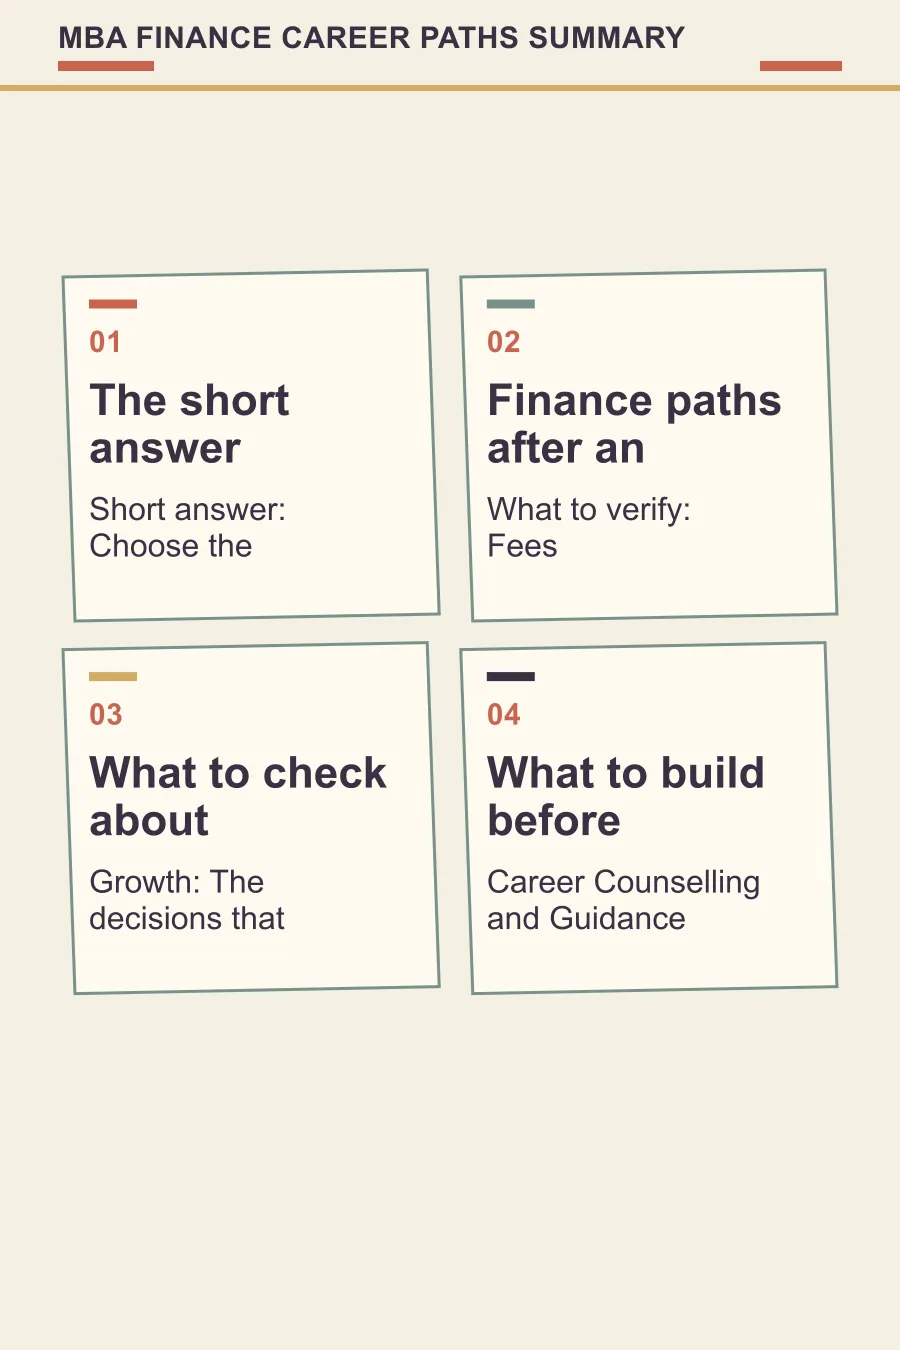 MBA FINANCE CAREER PATHS SUMMARY
01
The short
answer
Short answer:
Choose the
02
Finance paths
after an
What to verify:
Fees
03
What to check
about
Growth: The
decisions that
04
What to build
before
Career Counselling
and Guidance